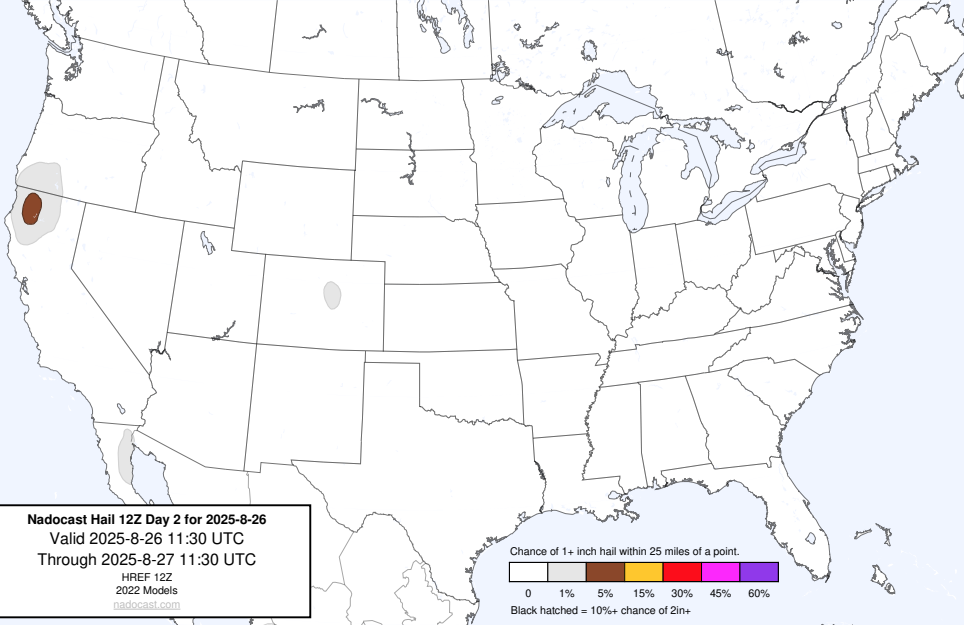 Nadocast Hail 12Z Day 2 for 2025-8-26
Valid 2025-8-26 11:30 UTC
Through 2025-8-27 11:30 UTC
HREF 12Z
2022 Models
nadocast.com
Chance of 1+ inch hail within 25 miles of a point.
0 1% 5% 15% 30% 45% 60%
Black hatched = 10%+ chance of 2in+